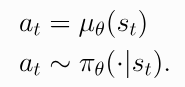 a_t = μ_θ(s_t)
a_t ∼ π_θ(·|s_t).